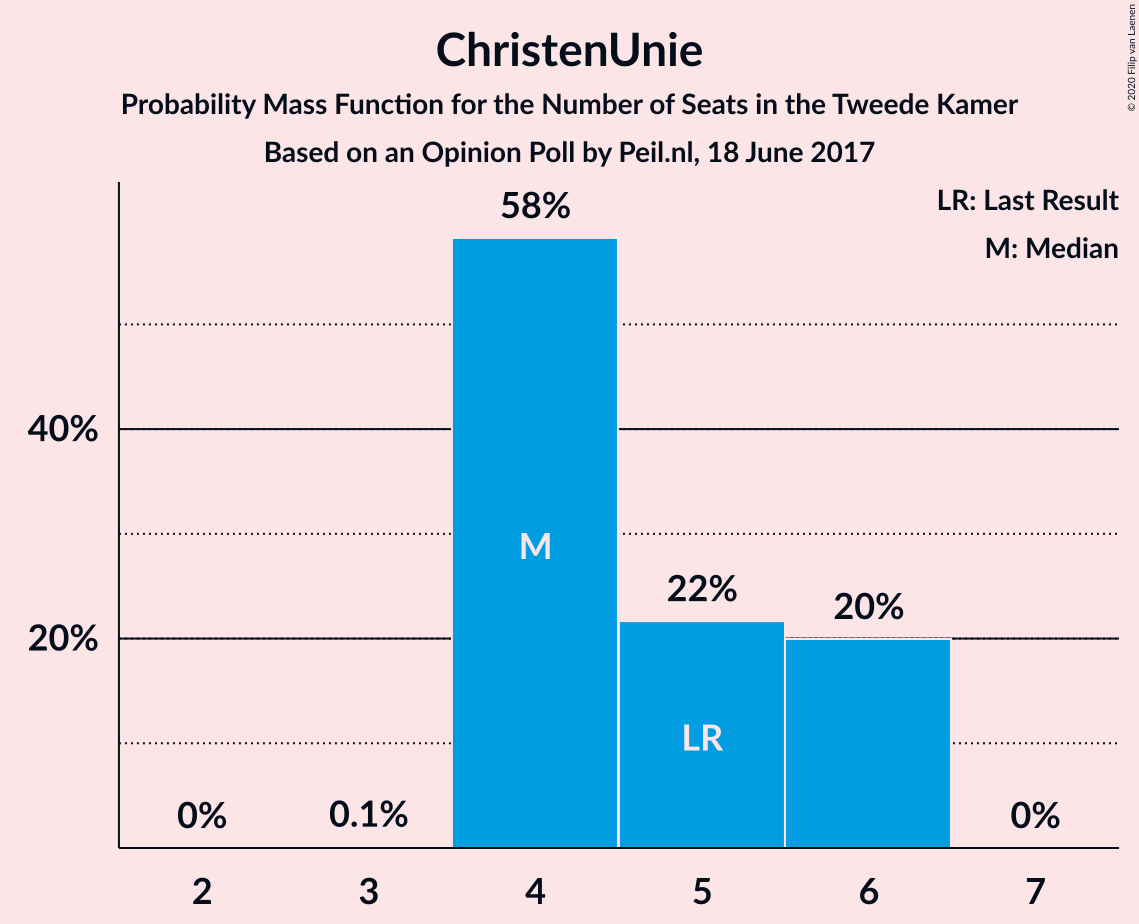 ChristenUnie
Probability Mass Function for the Number of Seats in the Tweede Kamer
Based on an Opinion Poll by Peil.nl, 18 June 2017
© 2020 Filip van Laenen
LR: Last Result
M: Median
58%
40%
M
22%
20%
20%
LR
0%
0.1%
0%
2 3 4 5 6 7